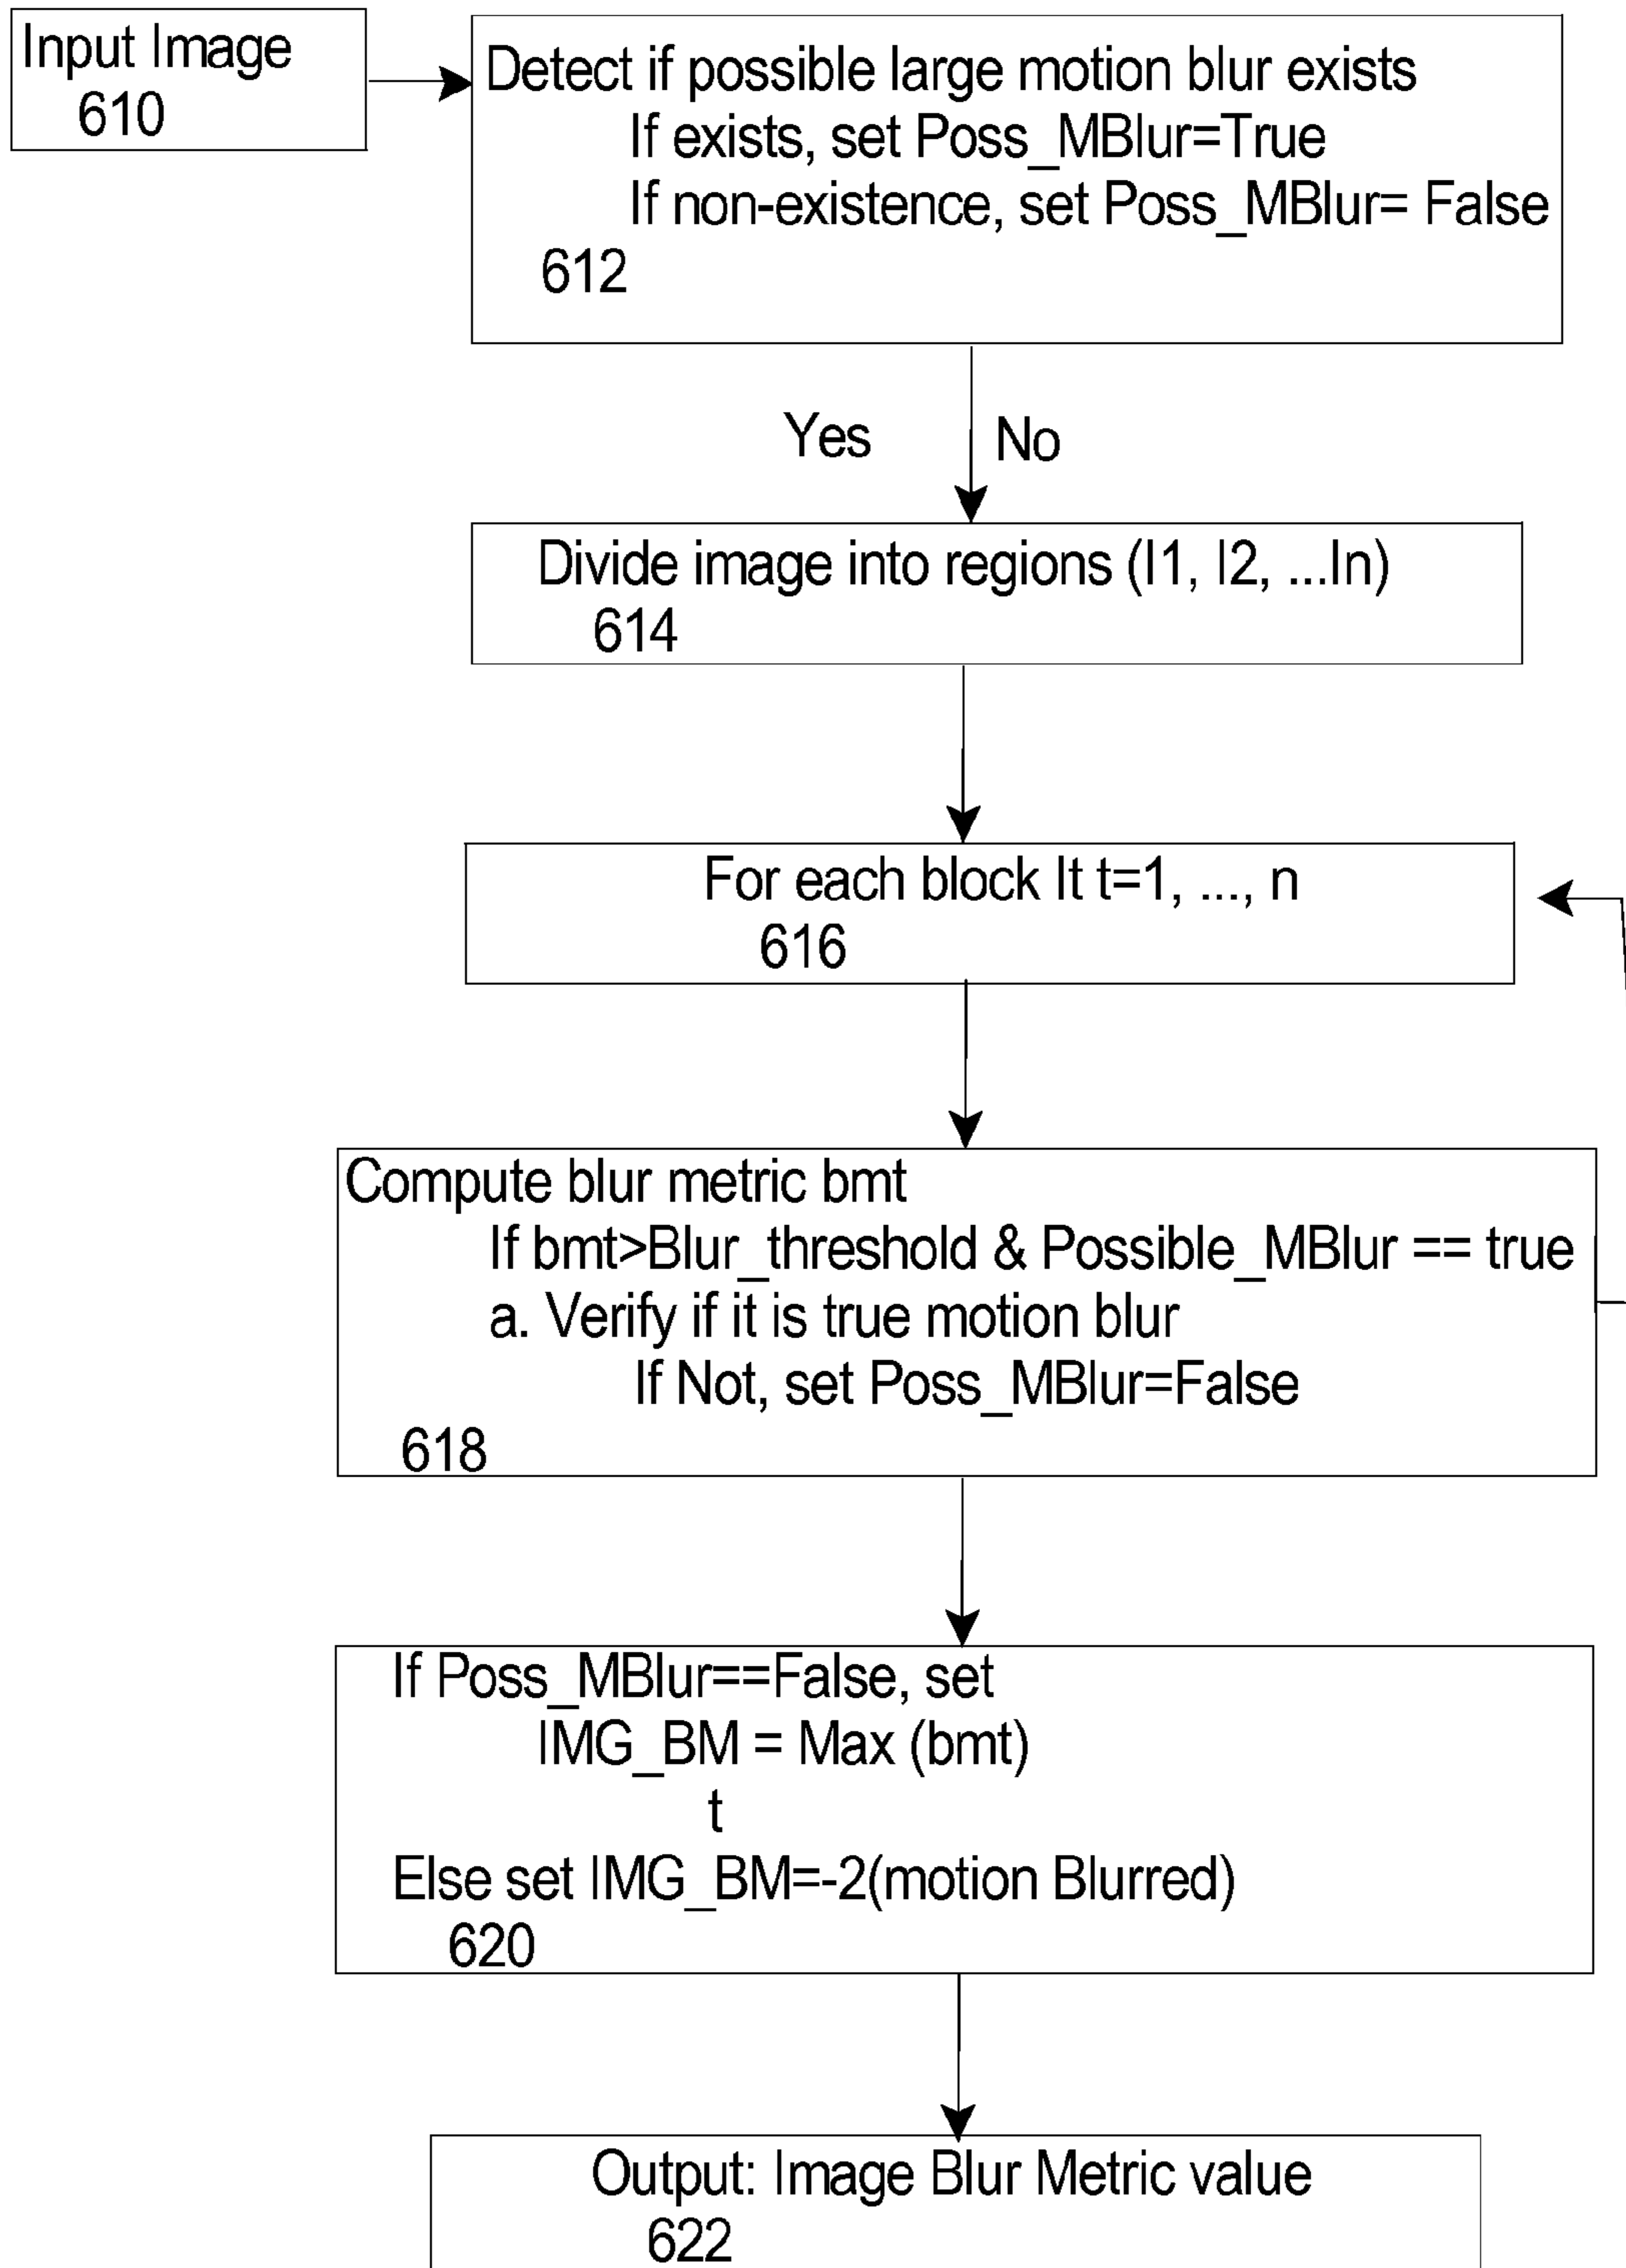 Input Image
610
Detect if possible large motion blur exists
If exists, set Poss_MBlur=True
If non-existence, set Poss_MBlur= False
612
Yes
No
Divide image into regions (I1, I2, ...In)
614
For each block It t=1, ..., n
616
Compute blur metric bmt
If bmt>Blur_threshold & Possible_MBlur == true
a. Verify if it is true motion blur
If Not, set Poss_MBlur=False
618
If Poss_MBlur==False, set
IMG_BM = Max (bmt)
t
Else set IMG_BM=-2(motion Blurred)
620
Output: Image Blur Metric value
622